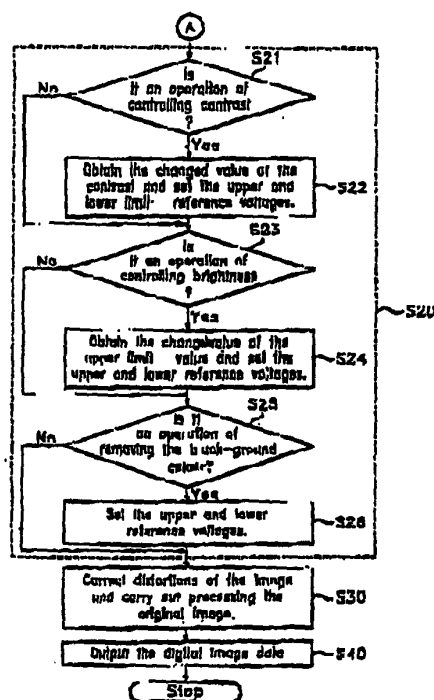 A
Is
it an operation of
controlling contrast
?
S21
No
Yes
Obtain the changed value of the
contrast and set the upper and
lower limit reference voltages.
S22
Is
it an operation of
controlling brightness
?
S23
No
Yes
Obtain the change value of the
upper limit value and set the
upper and lower reference voltages.
S24
S20
Is it
an operation of
removing the back-ground
colour?
S25
No
Yes
Set the upper and lower
reference voltages.
S26
Correct distortions of the image
and carry out processing the
original image.
S30
Output the digital image data
S40
Stop